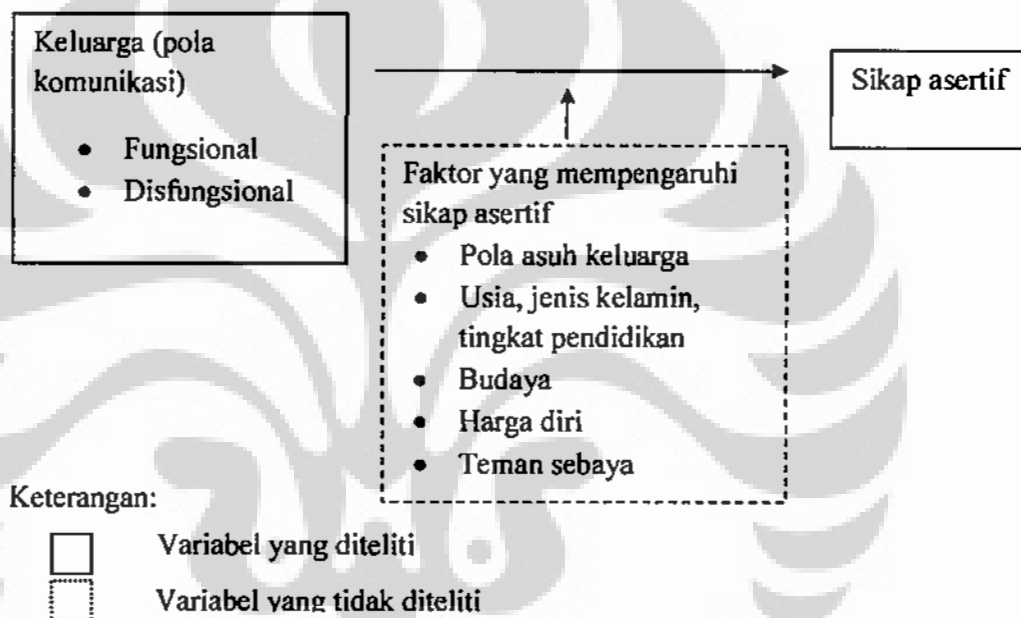 Keluarga (pola
komunikasi)
• Fungsional
• Disfungsional
Sikap asertif
Faktor yang mempengaruhi
sikap asertif
• Pola asuh keluarga
• Usia, jenis kelamin,
tingkat pendidikan
• Budaya
• Harga diri
• Teman sebaya
Keterangan:
Variabel yang diteliti
Variabel yang tidak diteliti